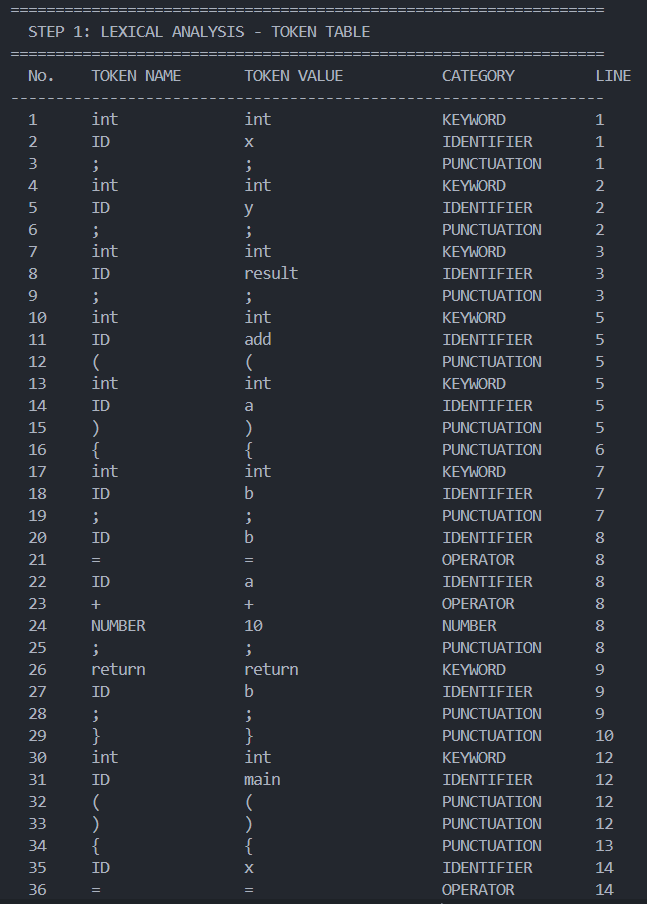 ==================================================================
STEP 1: LEXICAL ANALYSIS - TOKEN TABLE
==================================================================
No. TOKEN NAME TOKEN VALUE CATEGORY LINE
------------------------------------------------------------------
1 int int KEYWORD 1
2 ID x IDENTIFIER 1
3 ; ; PUNCTUATION 1
4 int int KEYWORD 2
5 ID y IDENTIFIER 2
6 ; ; PUNCTUATION 2
7 int int KEYWORD 3
8 ID result IDENTIFIER 3
9 ; ; PUNCTUATION 3
10 int int KEYWORD 5
11 ID add IDENTIFIER 5
12 ( ( PUNCTUATION 5
13 int int KEYWORD 5
14 ID a IDENTIFIER 5
15 ) ) PUNCTUATION 5
16 { { PUNCTUATION 6
17 int int KEYWORD 7
18 ID b IDENTIFIER 7
19 ; ; PUNCTUATION 7
20 ID b IDENTIFIER 8
21 = = OPERATOR 8
22 ID a IDENTIFIER 8
23 + + OPERATOR 8
24 NUMBER 10 NUMBER 8
25 ; ; PUNCTUATION 8
26 return return KEYWORD 9
27 ID b IDENTIFIER 9
28 ; ; PUNCTUATION 9
29 } } PUNCTUATION 10
30 int int KEYWORD 12
31 ID main IDENTIFIER 12
32 ( ( PUNCTUATION 12
33 ) ) PUNCTUATION 12
34 { { PUNCTUATION 13
35 ID x IDENTIFIER 14
36 = = OPERATOR 14